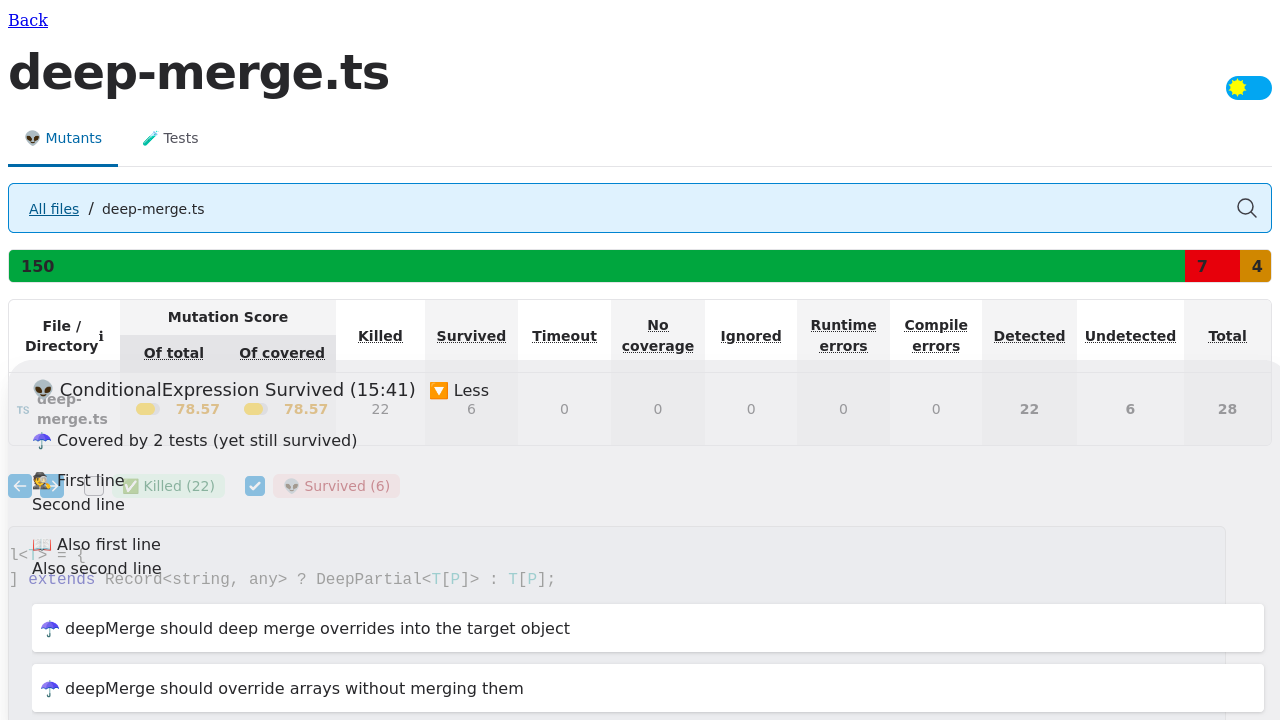 Back
deep-merge.ts
👽 Mutants
🧪 Tests
All files / deep-merge.ts
150 7 4
File / Directory ℹ
Mutation Score
Of total
Of covered
Killed
Survived
Timeout
No coverage
Ignored
Runtime errors
Compile errors
Detected
Undetected
Total
TS deep-merge.ts 78.57 78.57 22 6 0 0 0 0 0 22 6 28
👽 ConditionalExpression Survived (15:41) 🔽 Less
☂️ Covered by 2 tests (yet still survived)
✅ Killed (22)
👽 Survived (6)
🕵️ First line
Second line
📖 Also first line
Also second line
l<T> = {
] extends Record<string, any> ? DeepPartial<T[P]> : T[P];
☂️ deepMerge should deep merge overrides into the target object
☂️ deepMerge should override arrays without merging them